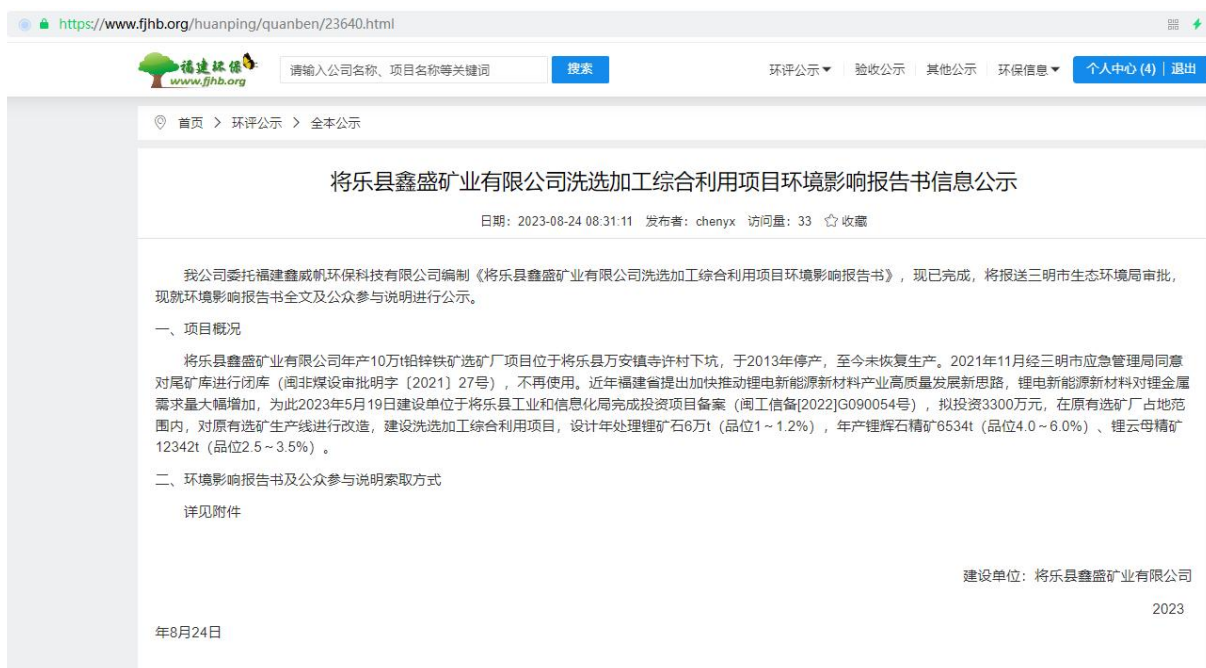 https://www.fjhb.org/huanping/quanben/23640.html
福建环保
www.fjhb.org
请输入公司名称、项目名称等关键词 搜索 环评公示 验收公示 其他公示 环保信息 个人中心 (4) | 退出
首页 > 环评公示 > 全本公示
将乐县鑫盛矿业有限公司洗选加工综合利用项目环境影响报告书信息公示
日期：2023-08-24 08:31:11 发布者：chenyx 访问量：33 收藏
我公司委托福建鑫威帆环保科技有限公司编制《将乐县鑫盛矿业有限公司洗选加工综合利用项目环境影响报告书》，现已完成，将报送三明市生态环境局审批，
现就环境影响报告书全文及公众参与说明进行公示。
一、项目概况
将乐县鑫盛矿业有限公司年产10万t铅锌铁矿选矿厂项目位于将乐县万安镇寺许村下坑，于2013年停产，至今未恢复生产。2021年11月经三明市应急管理局同意
对尾矿库进行闭库（闽非煤设审批明字〔2021〕27号），不再使用。近年福建省提出加快推动锂电新能源新材料产业高质量发展新思路，锂电新能源新材料对锂金属
需求量大幅增加，为此2023年5月19日建设单位于将乐县工业和信息化局完成投资项目备案（闽工信备[2022]G090054号），拟投资3300万元，在原有选矿厂占地范
围内，对原有选矿生产线进行改造，建设洗选加工综合利用项目，设计年处理锂矿石6万t（品位1~1.2%），年产锂辉石精矿6534t（品位4.0~6.0%）、锂云母精矿
12342t（品位2.5~3.5%）。
二、环境影响报告书及公众参与说明索取方式
详见附件
建设单位：将乐县鑫盛矿业有限公司
2023
年8月24日